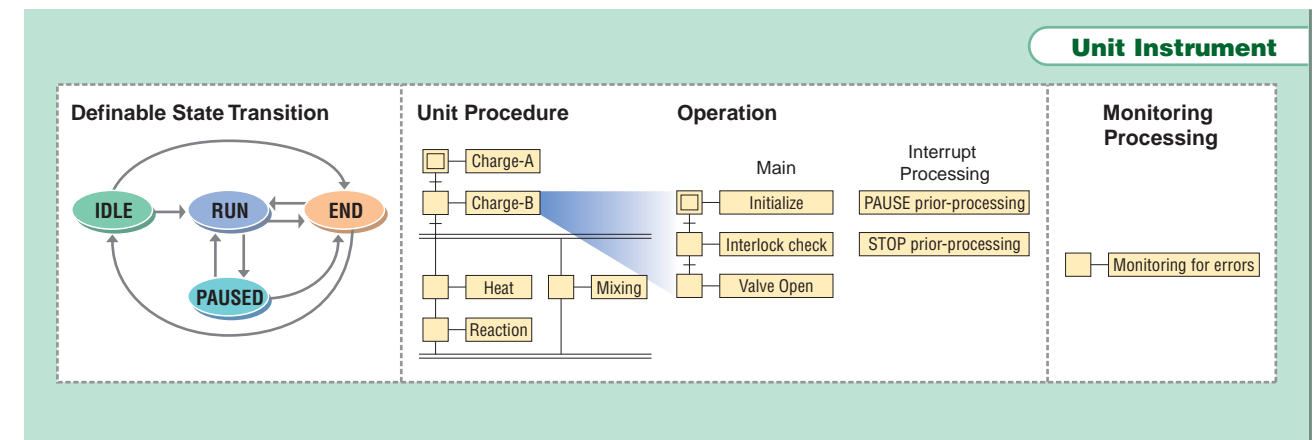 Unit Instrument
Definable State Transition
IDLE
RUN
END
PAUSED
Unit Procedure
Charge-A
Charge-B
Heat
Mixing
Reaction
Operation
Main
Initialize
Interlock check
Valve Open
Interrupt
Processing
PAUSE prior-processing
STOP prior-processing
Monitoring
Processing
Monitoring for errors